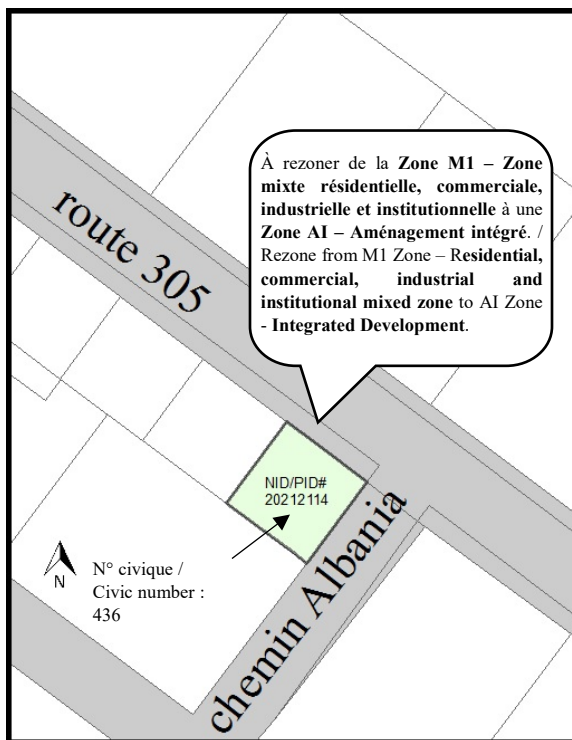 À rezoner de la Zone M1 – Zone
mixte résidentielle, commerciale,
industrielle et institutionnelle à une
Zone AI – Aménagement intégré. /
Rezone from M1 Zone – Residential,
commercial, industrial and
institutional mixed zone to AI Zone
- Integrated Development.
route 305
NID/PID#
20212114
chemin Albania
N
N° civique /
Civic number :
436